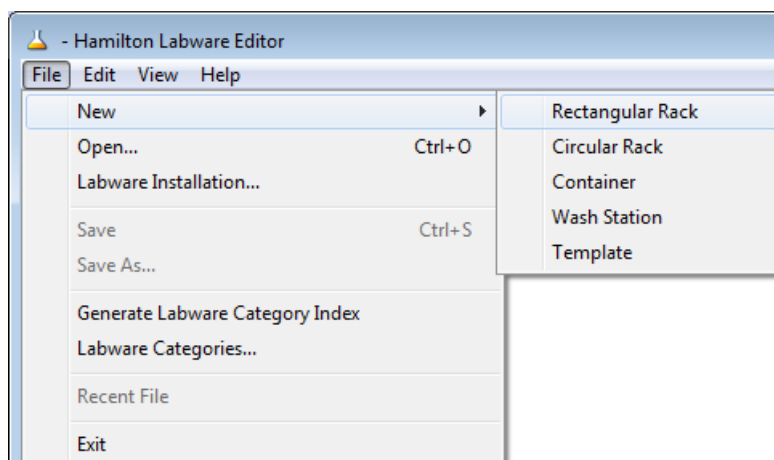 - Hamilton Labware Editor
File Edit View Help
New
Open... Ctrl+O
Labware Installation...
Save Ctrl+S
Save As...
Generate Labware Category Index
Labware Categories...
Recent File
Exit
Rectangular Rack
Circular Rack
Container
Wash Station
Template